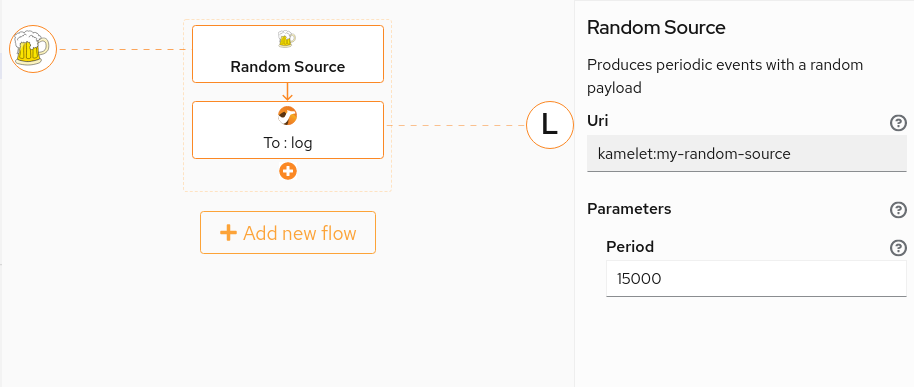 Random Source
To : log
L
Add new flow
Random Source
Produces periodic events with a random
payload
Uri
kamelet:my-random-source
Parameters
Period
15000